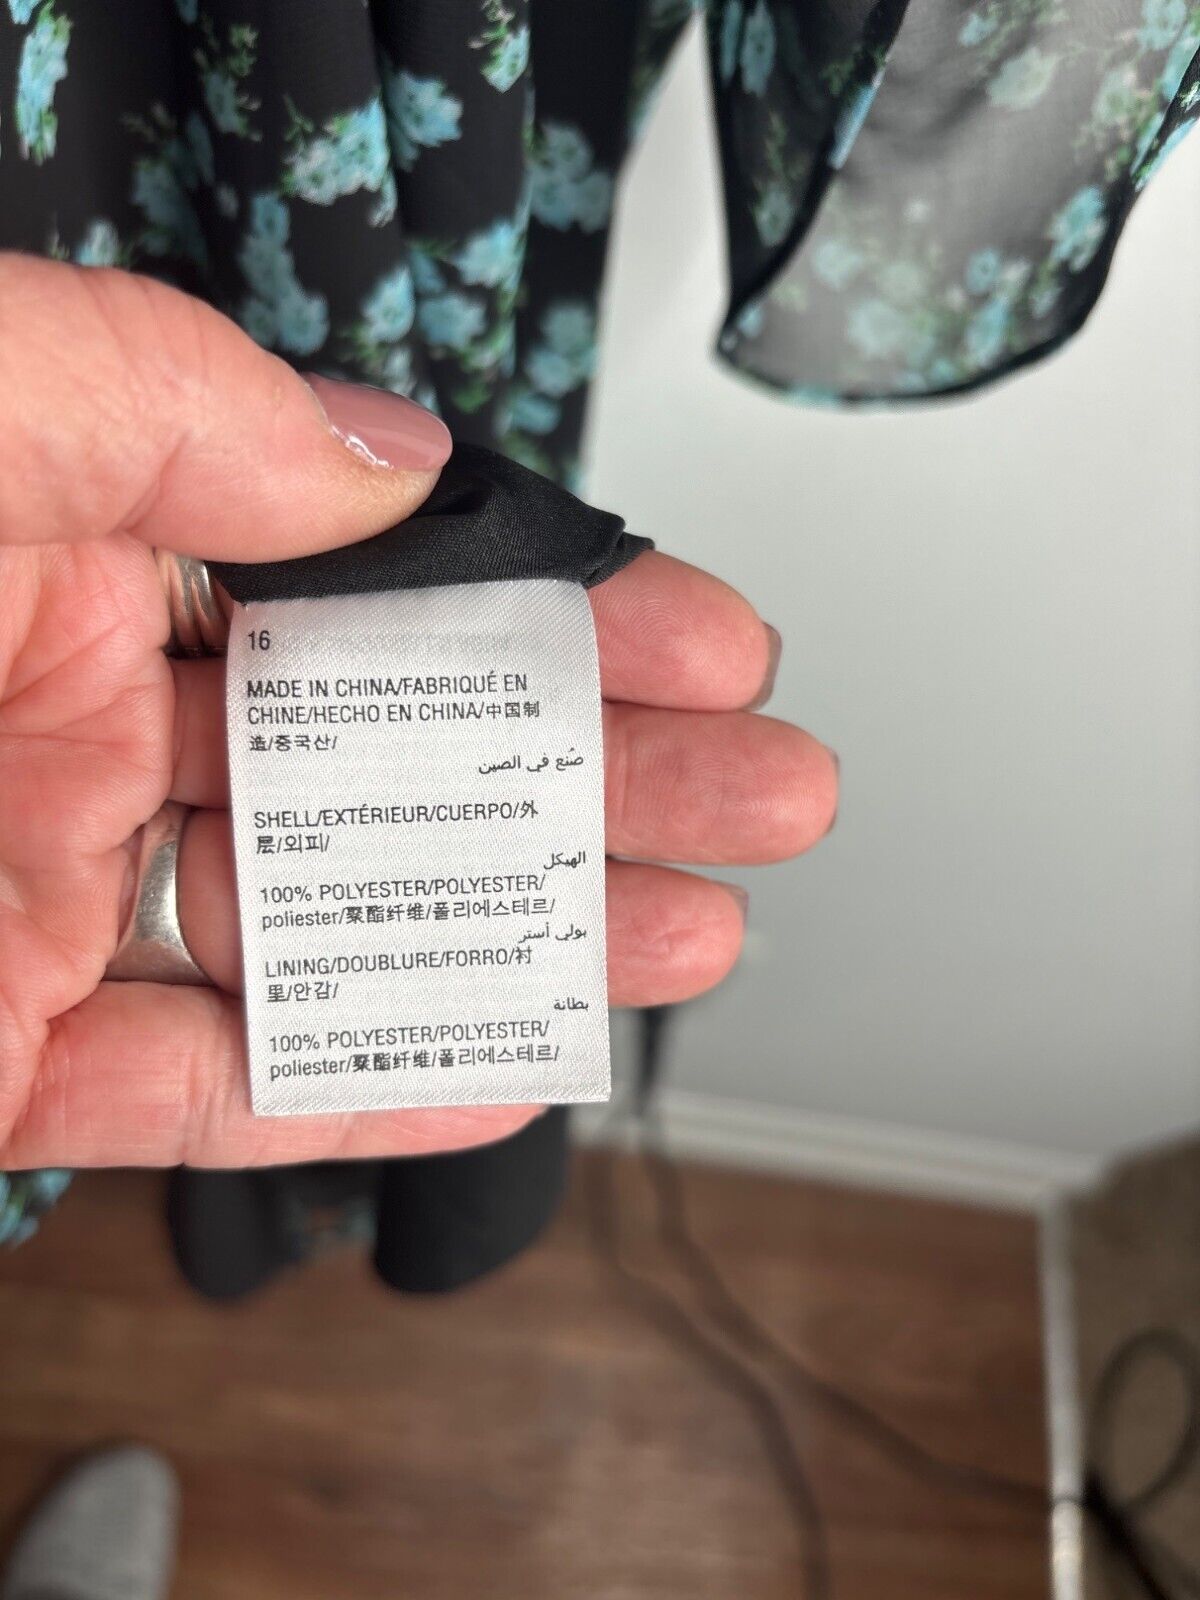 16
MADE IN CHINA/FABRIQUÉ EN
CHINE/HECHO EN CHINA/中国制
造/중국산/
صُنع في الصين
SHELL/EXTÉRIEUR/CUERPO/外
层/외피/
الهيكل
100% POLYESTER/POLYESTER/
poliester/聚酯纤维/폴리에스테르/
بولي أستر
LINING/DOUBLURE/FORRO/衬
里/안감/
بطانة
100% POLYESTER/POLYESTER/
poliester/聚酯纤维/폴리에스테르/